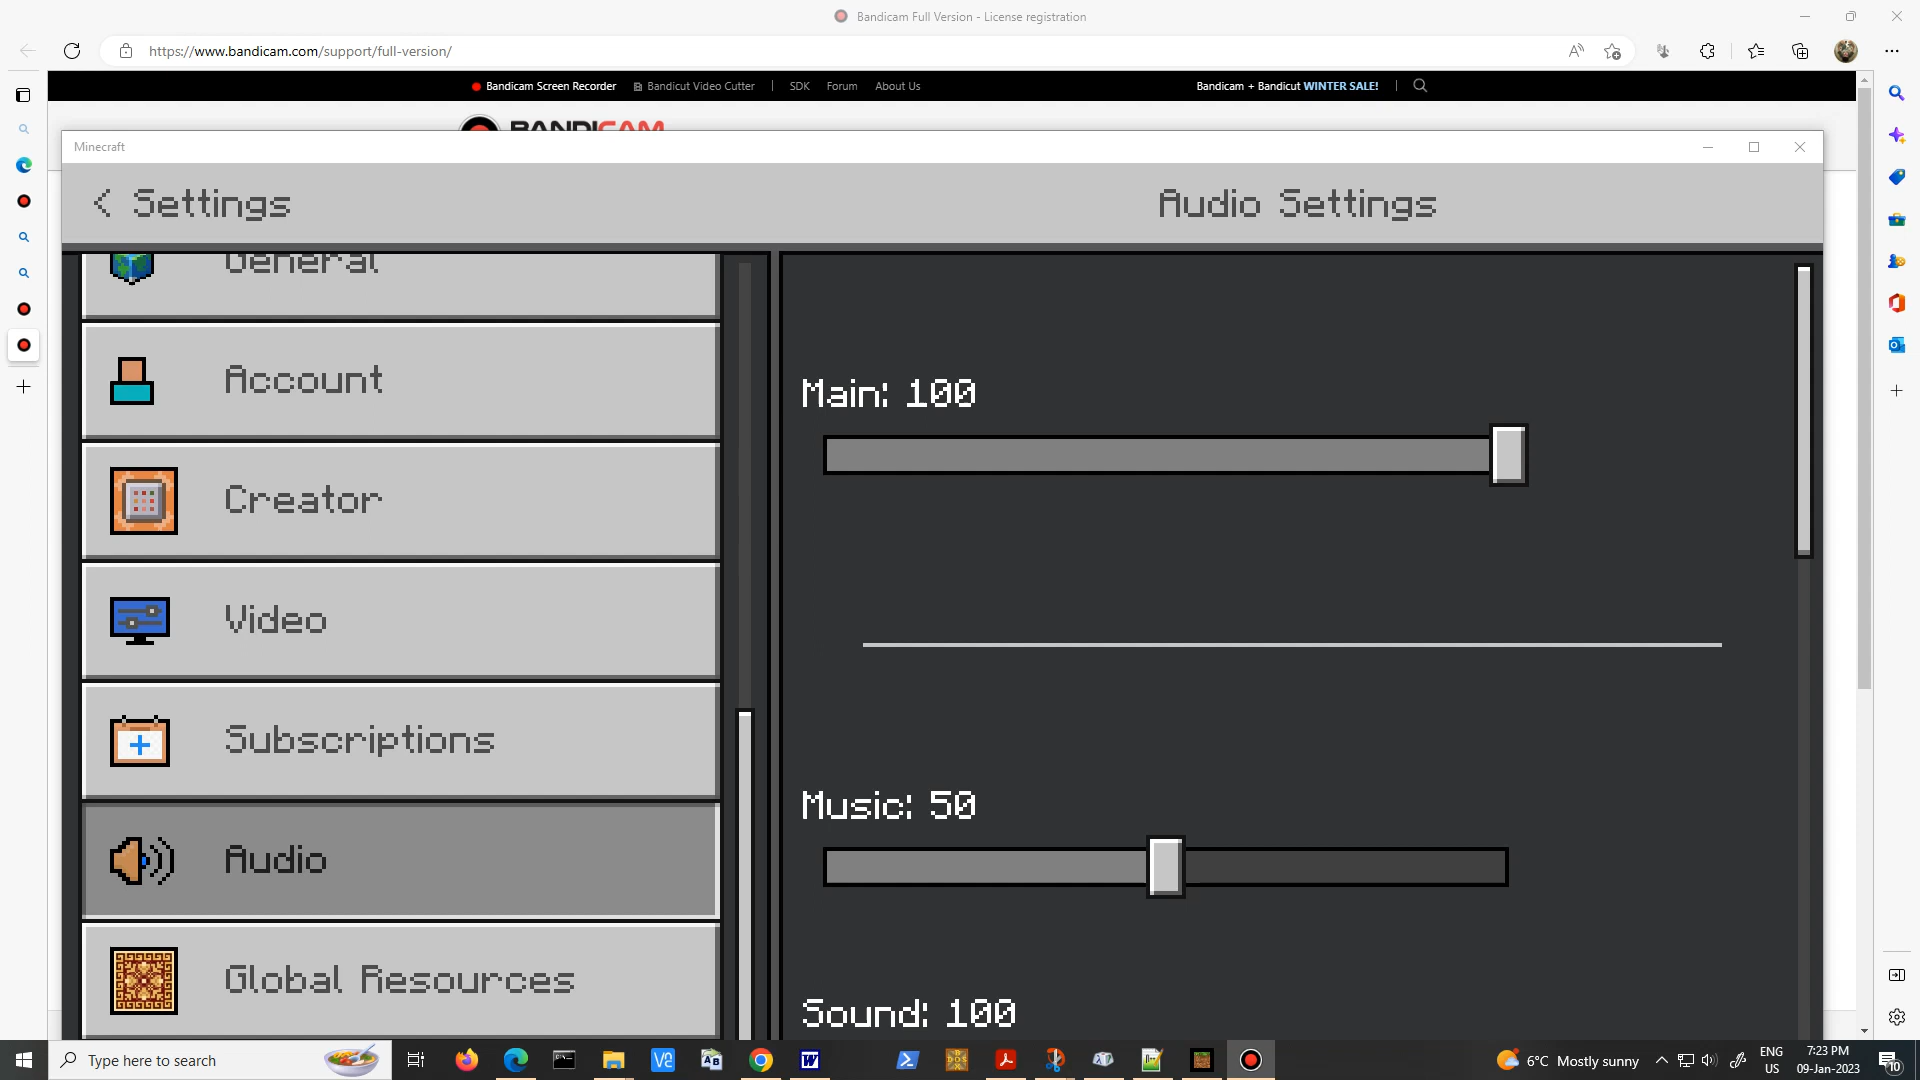 Bandicam Full Version - License registration
https://www.bandicam.com/support/full-version/
Bandicam Screen Recorder
Bandicut Video Cutter
SDK
Forum
About Us
Bandicam + Bandicut WINTER SALE!
BANDICAM
Minecraft
Settings
Audio Settings
General
Account
Creator
Video
Subscriptions
Audio
Global Resources
Main: 100
Music: 50
Sound: 100
Type here to search
6°C Mostly sunny
ENG
US
7:23 PM
09-Jan-2023
10